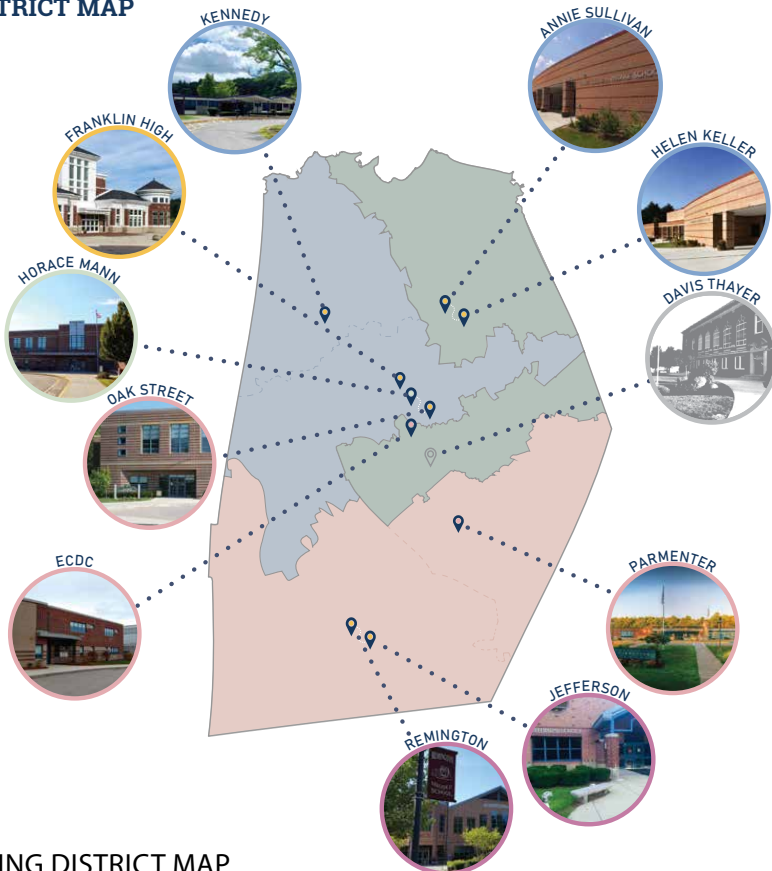 TRICT MAP
KENNEDY
ANNIE SULLIVAN
FRANKLIN HIGH
HELEN KELLER
HORACE MANN
DAVIS THAYER
OAK STREET
ECDC
PARMENTER
JEFFERSON
REMINGTON
ING DISTRICT MAP